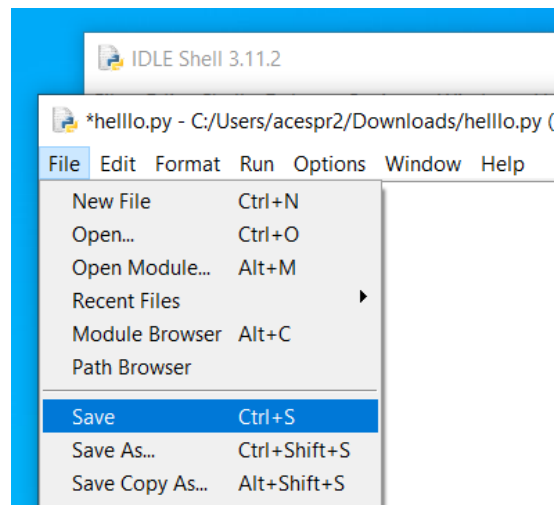 IDLE Shell 3.11.2
*helllo.py - C:/Users/acespr2/Downloads/helllo.py (
File Edit Format Run Options Window Help
New File Ctrl+N
Open... Ctrl+O
Open Module... Alt+M
Recent Files
Module Browser Alt+C
Path Browser
Save Ctrl+S
Save As... Ctrl+Shift+S
Save Copy As... Alt+Shift+S